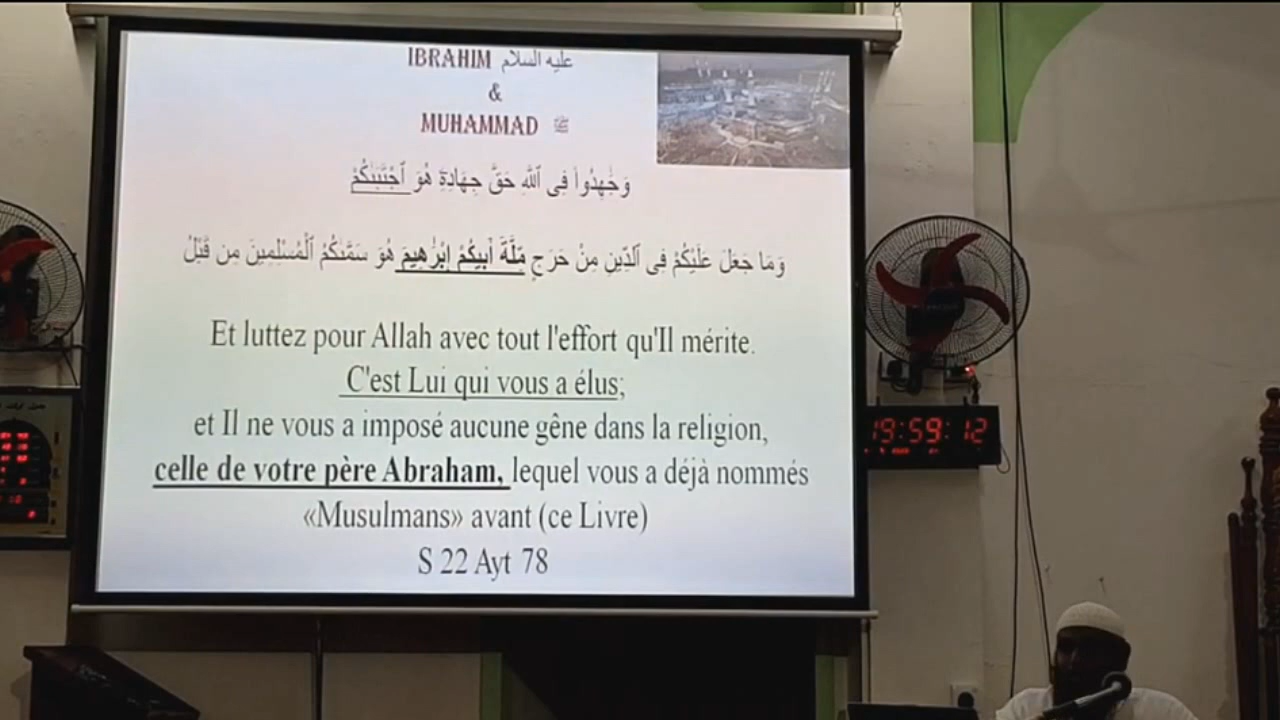 IBRAHIM عليه السلام
&
MUHAMMAD ﷺ
وَجَٰهِدُوا۟ فِى ٱللَّهِ حَقَّ جِهَادِهِۦ هُوَ ٱجْتَبَىٰكُمْ
وَمَا جَعَلَ عَلَيْكُمْ فِى ٱلدِّينِ مِنْ حَرَجٍ مِّلَّةَ أَبِيكُمْ إِبْرَٰهِيمَ هُوَ سَمَّىٰكُمُ ٱلْمُسْلِمِينَ مِن قَبْلُ
Et luttez pour Allah avec tout l'effort qu'Il mérite.
C'est Lui qui vous a élus;
et Il ne vous a imposé aucune gêne dans la religion,
celle de votre père Abraham, lequel vous a déjà nommés
«Musulmans» avant (ce Livre)
S 22 Ayt 78
19:59 12